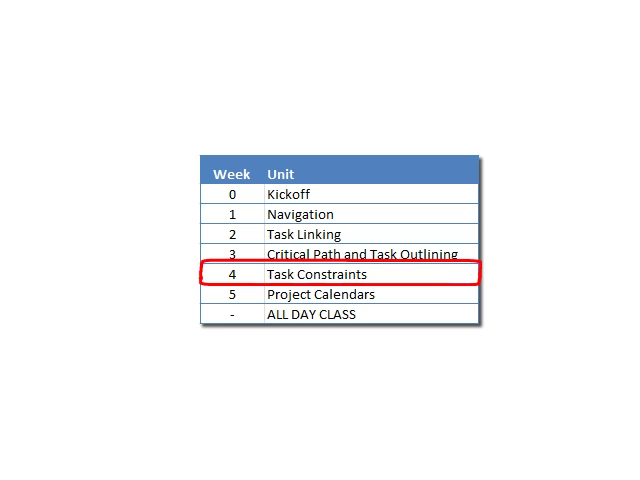 Week Unit
0 Kickoff
1 Navigation
2 Task Linking
3 Critical Path and Task Outlining
4 Task Constraints
5 Project Calendars
- ALL DAY CLASS